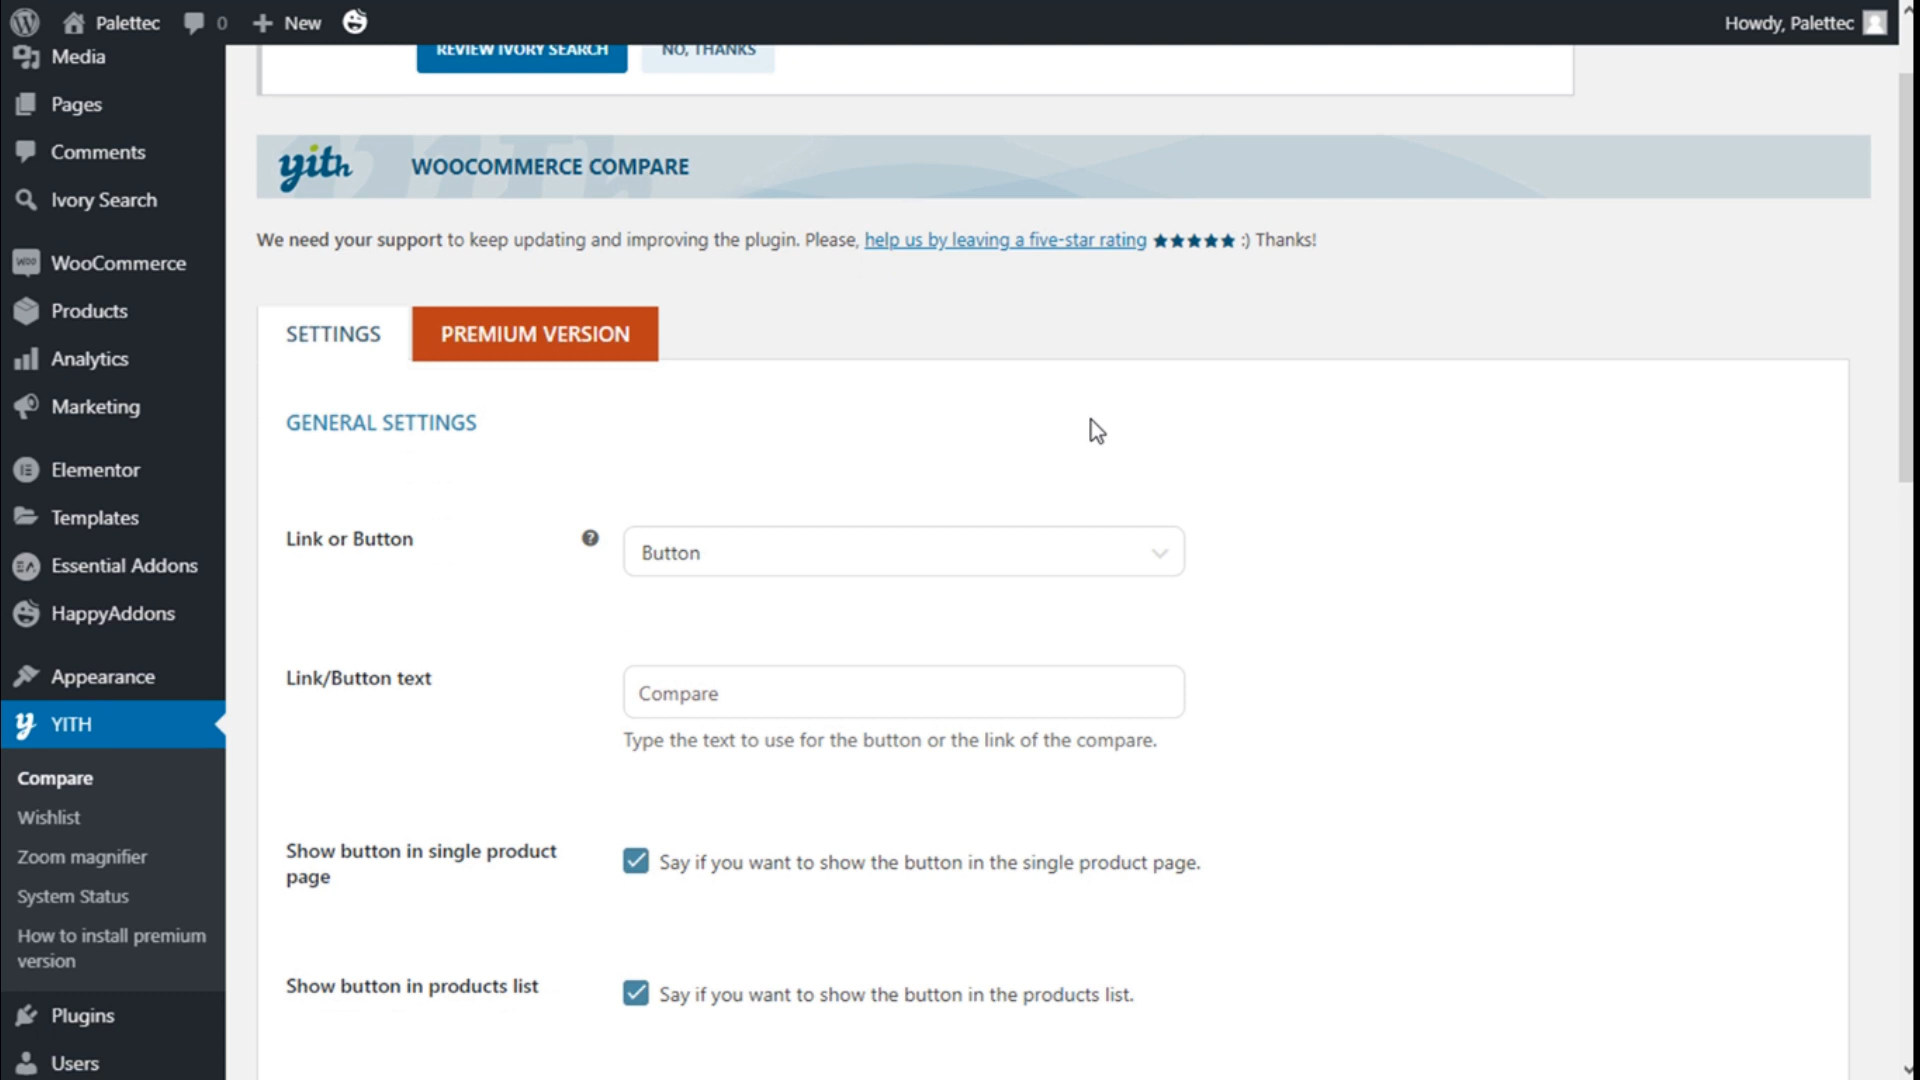 Palettec
0
New
Howdy, Palettec
Media
Pages
Comments
Ivory Search
WooCommerce
Products
Analytics
Marketing
Elementor
Templates
Essential Addons
HappyAddons
Appearance
YITH
Compare
Wishlist
Zoom magnifier
System Status
How to install premium
version
Plugins
Users
REVIEW IVORY SEARCH
NO, THANKS
yith
WOOCOMMERCE COMPARE
We need your support to keep updating and improving the plugin. Please, help us by leaving a five-star rating ★★★★★ :) Thanks!
SETTINGS
PREMIUM VERSION
GENERAL SETTINGS
Link or Button
Button
Link/Button text
Compare
Type the text to use for the button or the link of the compare.
Show button in single product
page
Say if you want to show the button in the single product page.
Show button in products list
Say if you want to show the button in the products list.